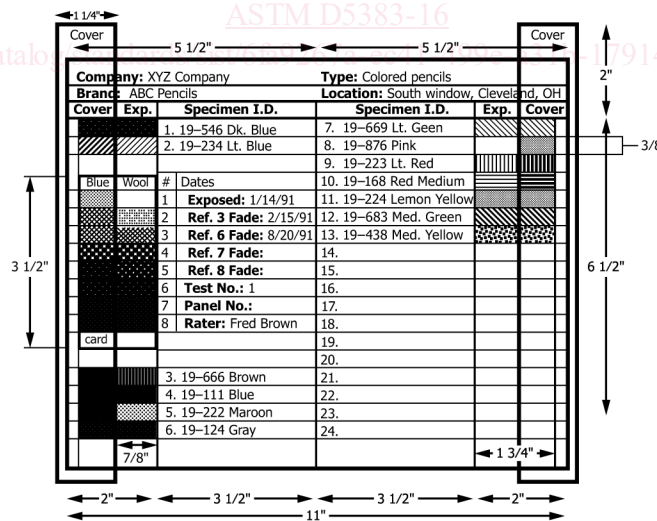 ASTM D5383-16
1 1/4"
Cover
Cover
5 1/2"
5 1/2"
2"
Company: XYZ Company
Type: Colored pencils
Brand: ABC Pencils
Location: South window, Cleveland, OH
Cover Exp. Specimen I.D.
Specimen I.D. Exp. Cover
1. 19–546 Dk. Blue
7. 19–669 Lt. Geen
2. 19–234 Lt. Blue
8. 19–876 Pink
3/8
9. 19–223 Lt. Red
Blue Wool # Dates
10. 19–168 Red Medium
1 Exposed: 1/14/91
11. 19–224 Lemon Yellow
2 Ref. 3 Fade: 2/15/91
12. 19–683 Med. Green
3 Ref. 6 Fade: 8/20/91
13. 19–438 Med. Yellow
4 Ref. 7 Fade:
14.
3 1/2"
5 Ref. 8 Fade:
15.
6 1/2"
6 Test No.: 1
16.
7 Panel No.:
17.
8 Rater: Fred Brown
18.
card
19.
20.
3. 19–666 Brown
21.
4. 19–111 Blue
22.
5. 19–222 Maroon
23.
6. 19–124 Gray
24.
7/8"
1 3/4"
2"
3 1/2"
3 1/2"
2"
11"